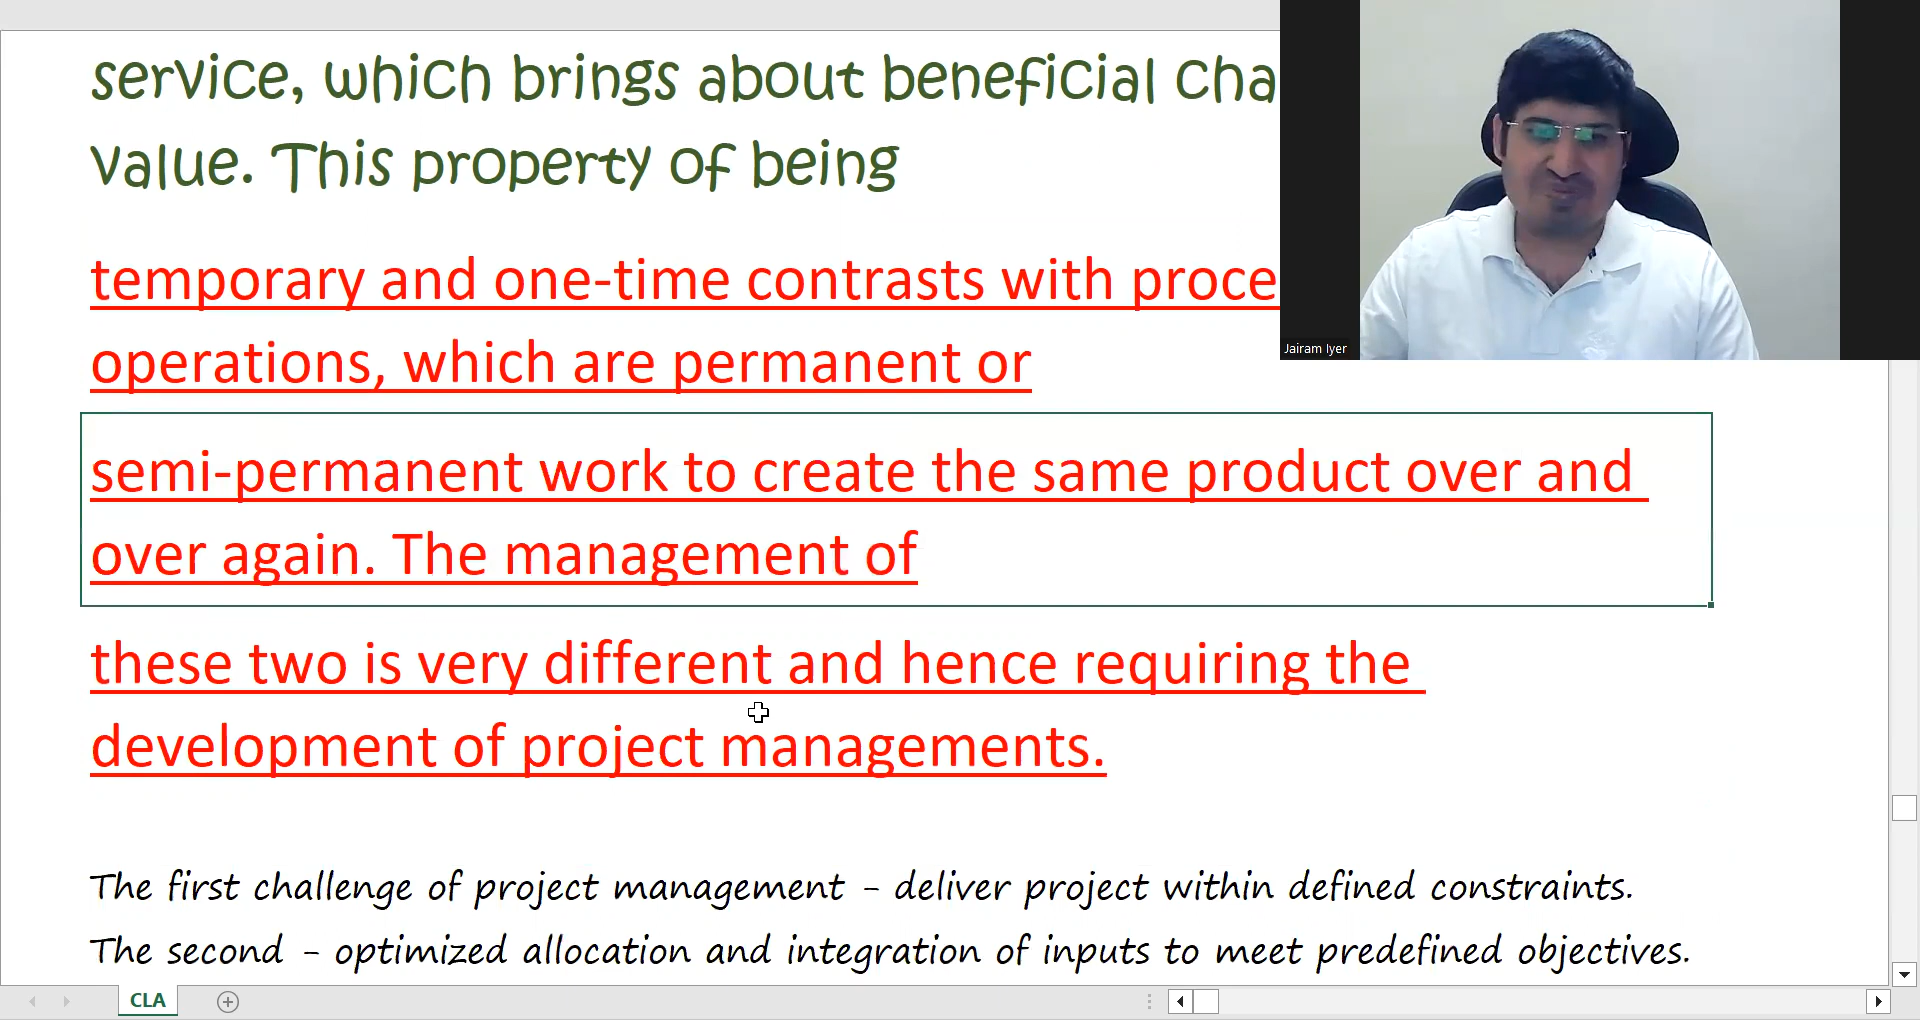 service, which brings about beneficial cha
value. This property of being
temporary and one-time contrasts with proce
operations, which are permanent or
semi-permanent work to create the same product over and
over again. The management of
these two is very different and hence requiring the
development of project managements.
The first challenge of project management - deliver project within defined constraints.
The second - optimized allocation and integration of inputs to meet predefined objectives.
Jairam Iyer
CLA